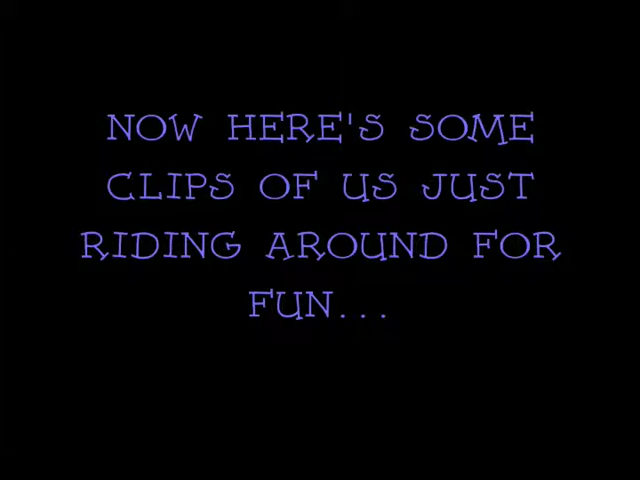 NOW HERE'S SOME
CLIPS OF US JUST
RIDING AROUND FOR
FUN...